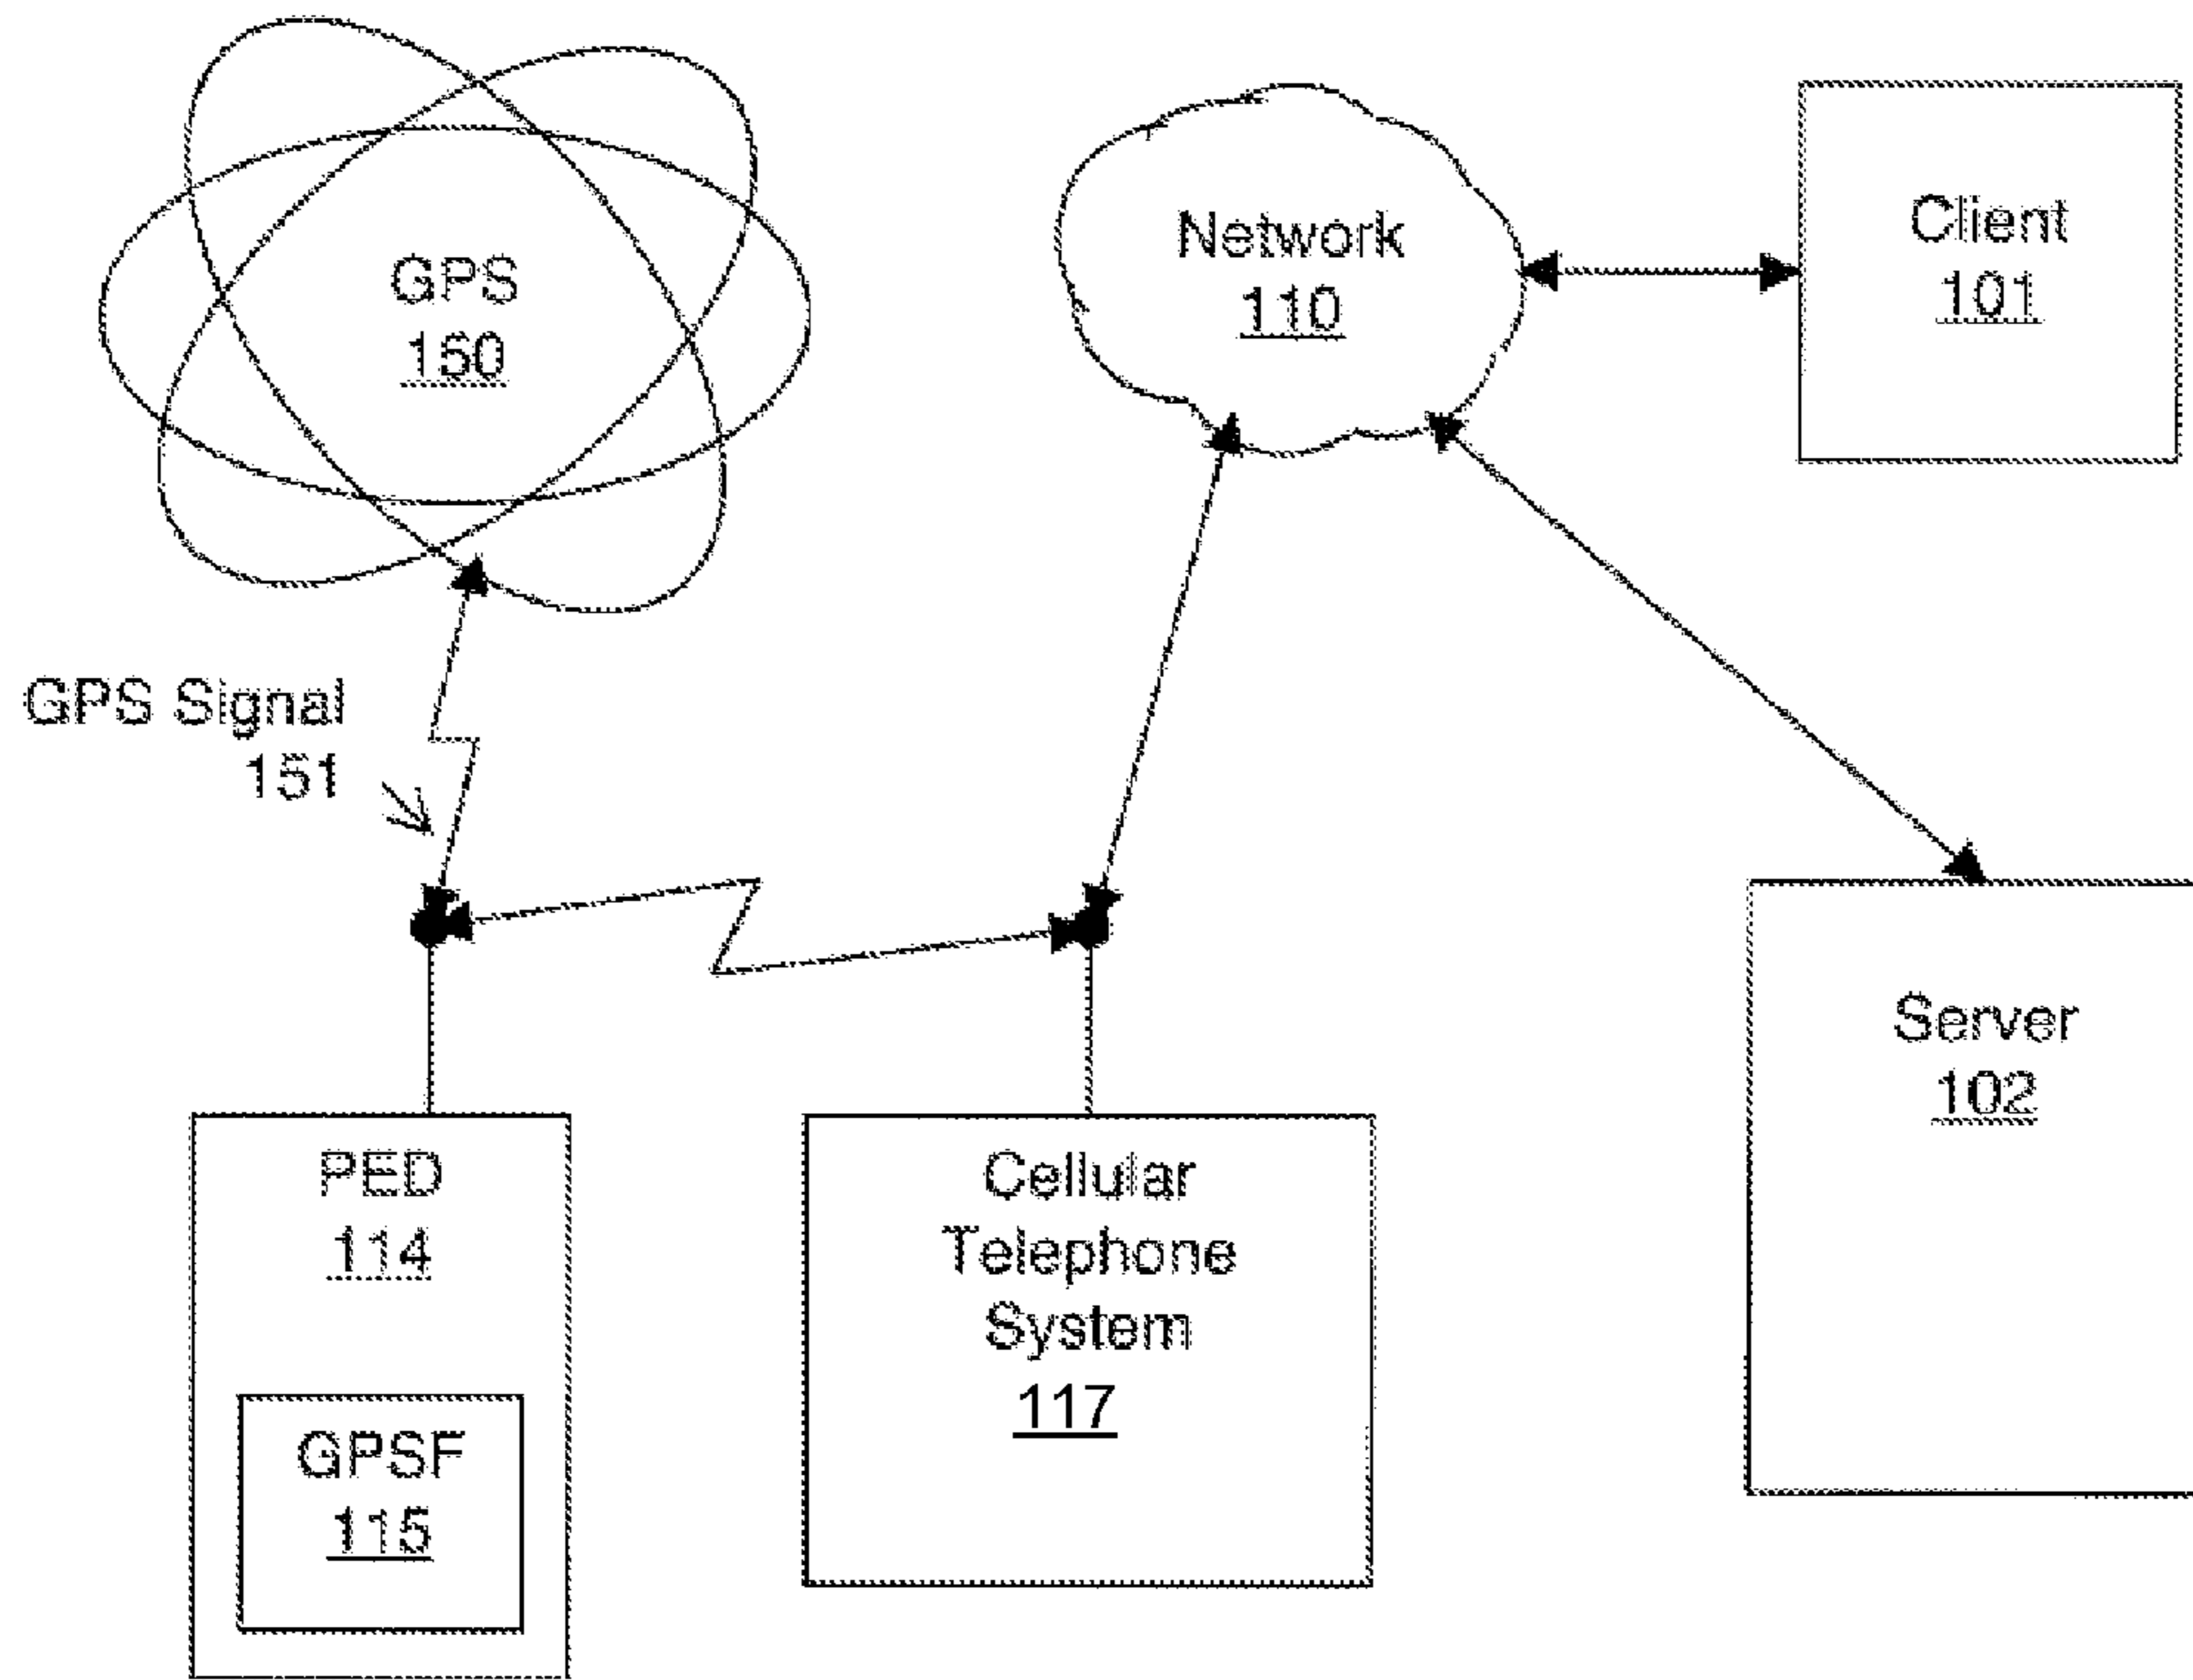 GPS
150
Network
110
Client
101
GPS Signal
151
Server
102
PED
114
GPSF
115
Cellular
Telephone
System
117